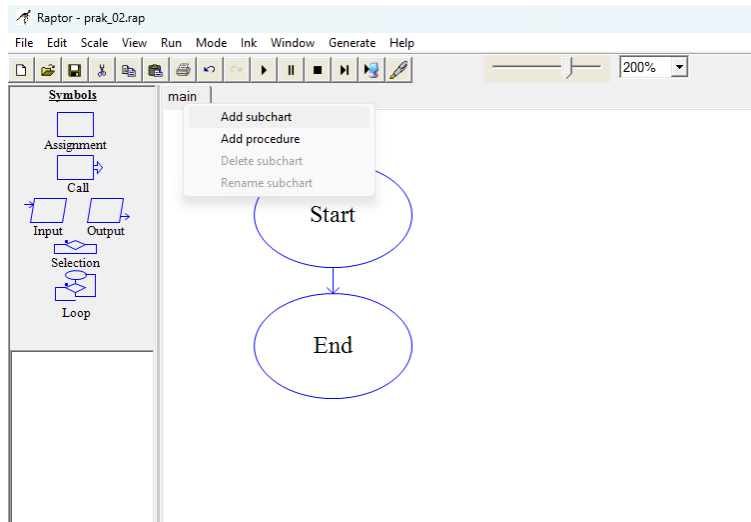 Raptor - prak_02.rap
File Edit Scale View Run Mode Ink Window Generate Help
200%
Symbols
Assignment
Call
Input Output
Selection
Loop
main
Add subchart
Add procedure
Delete subchart
Rename subchart
Start
End